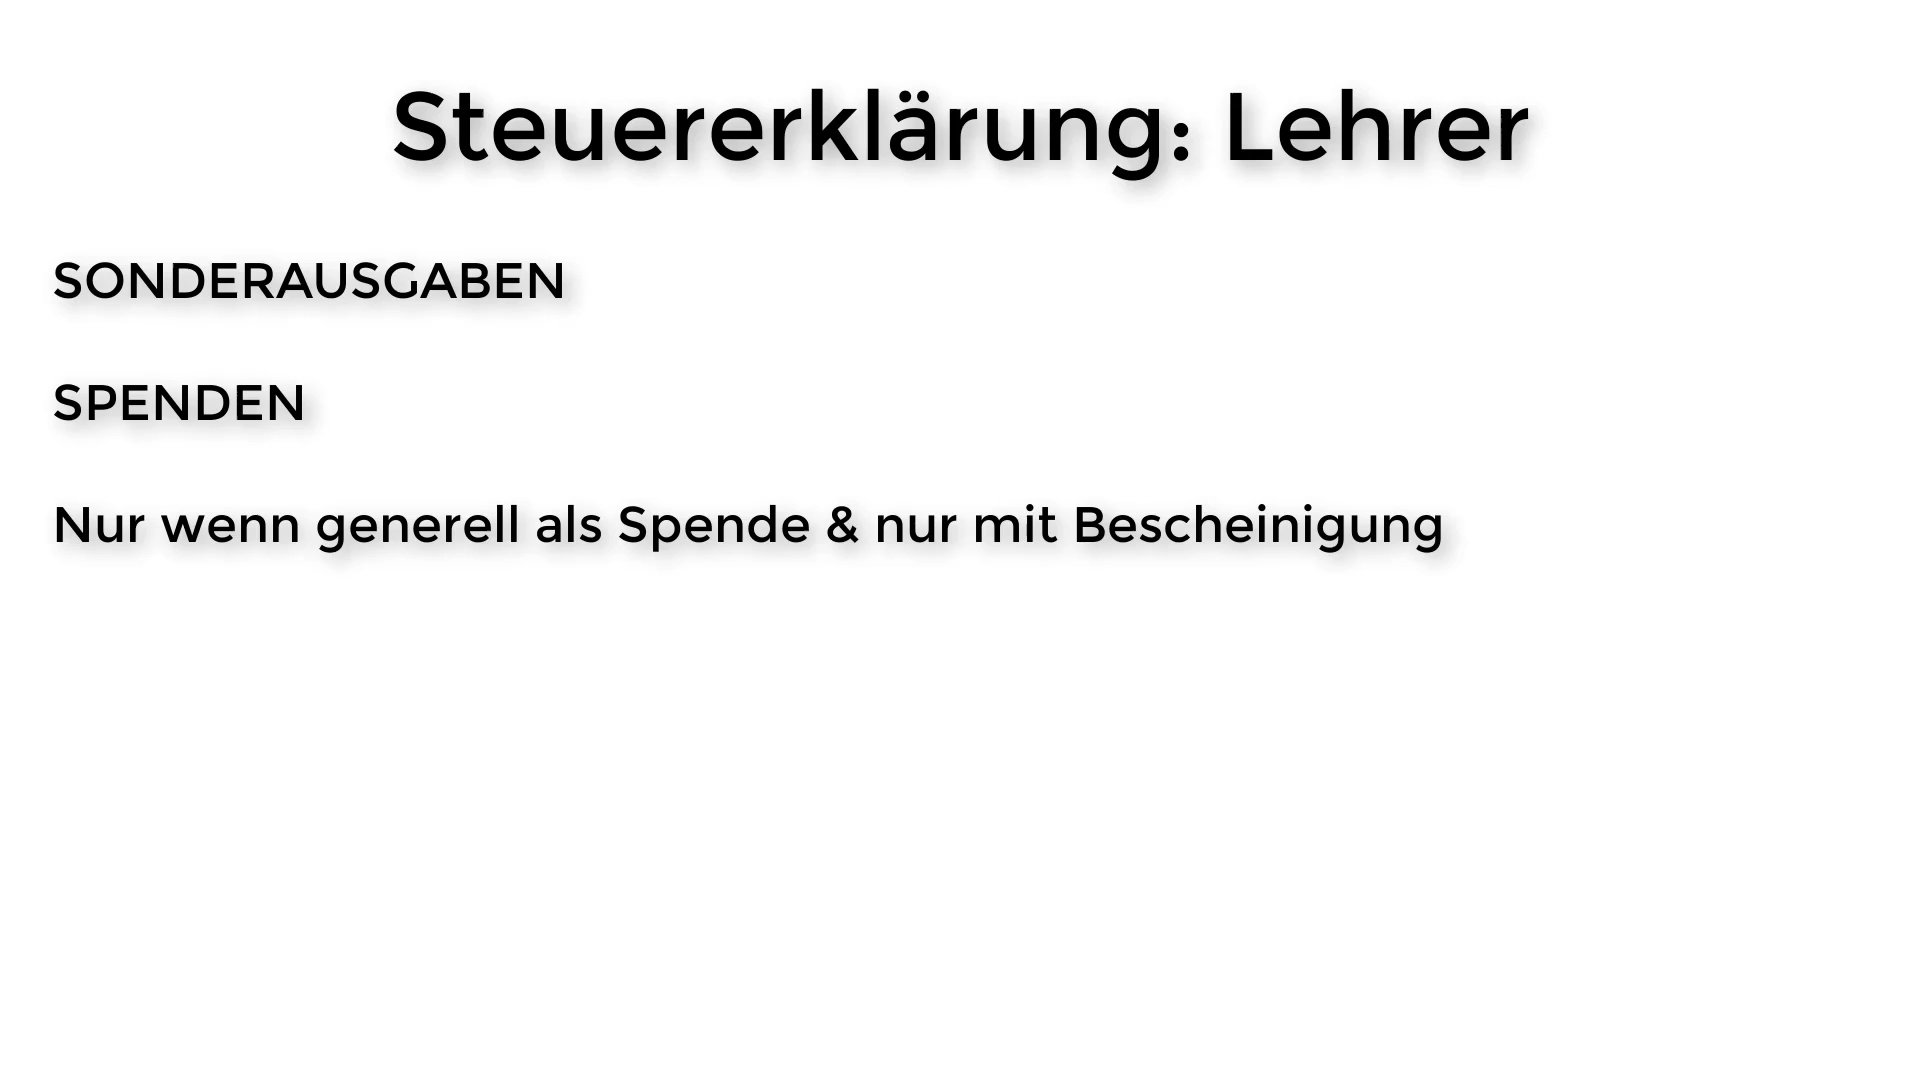 Steuererklärung: Lehrer
SONDERAUSGABEN
SPENDEN
Nur wenn generell als Spende & nur mit Bescheinigung